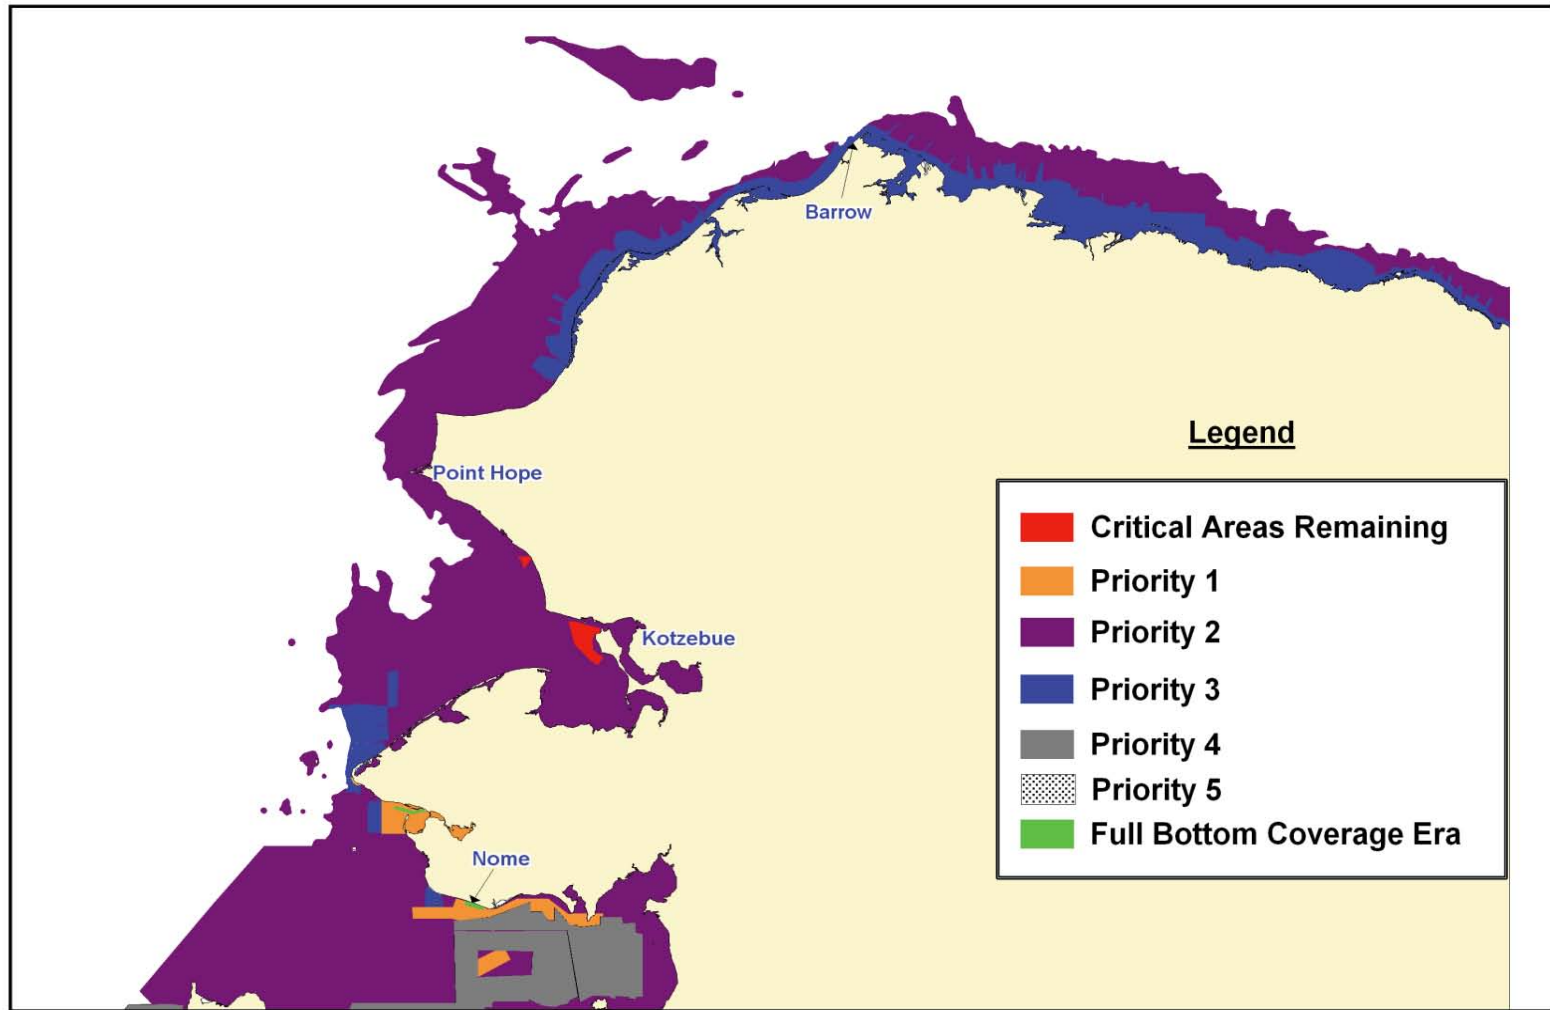 Barrow
Point Hope
Kotzebue
Nome
Legend
Critical Areas Remaining
Priority 1
Priority 2
Priority 3
Priority 4
Priority 5
Full Bottom Coverage Era